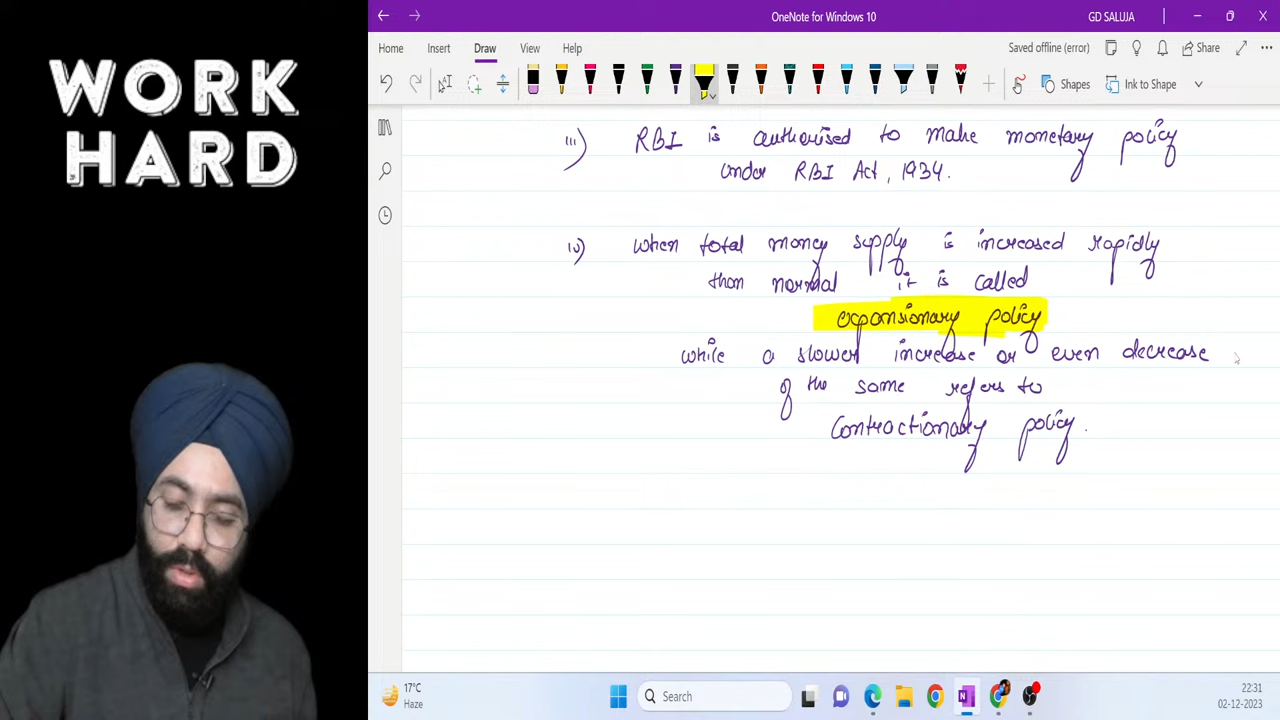 WORK
HARD
OneNote for Windows 10
GD SALUJA
Home Insert Draw View Help
Saved offline (error)
Share
Shapes
Ink to Shape
iii) RBI is authorised to make monetary policy
under RBI Act, 1934.
iv) when total money supply is increased rapidly
than normal it is called
expansionary policy
while a slower increase or even decrease
of the same refers to
Contractionary policy.
17°C
Haze
Search
22:31
02-12-2023